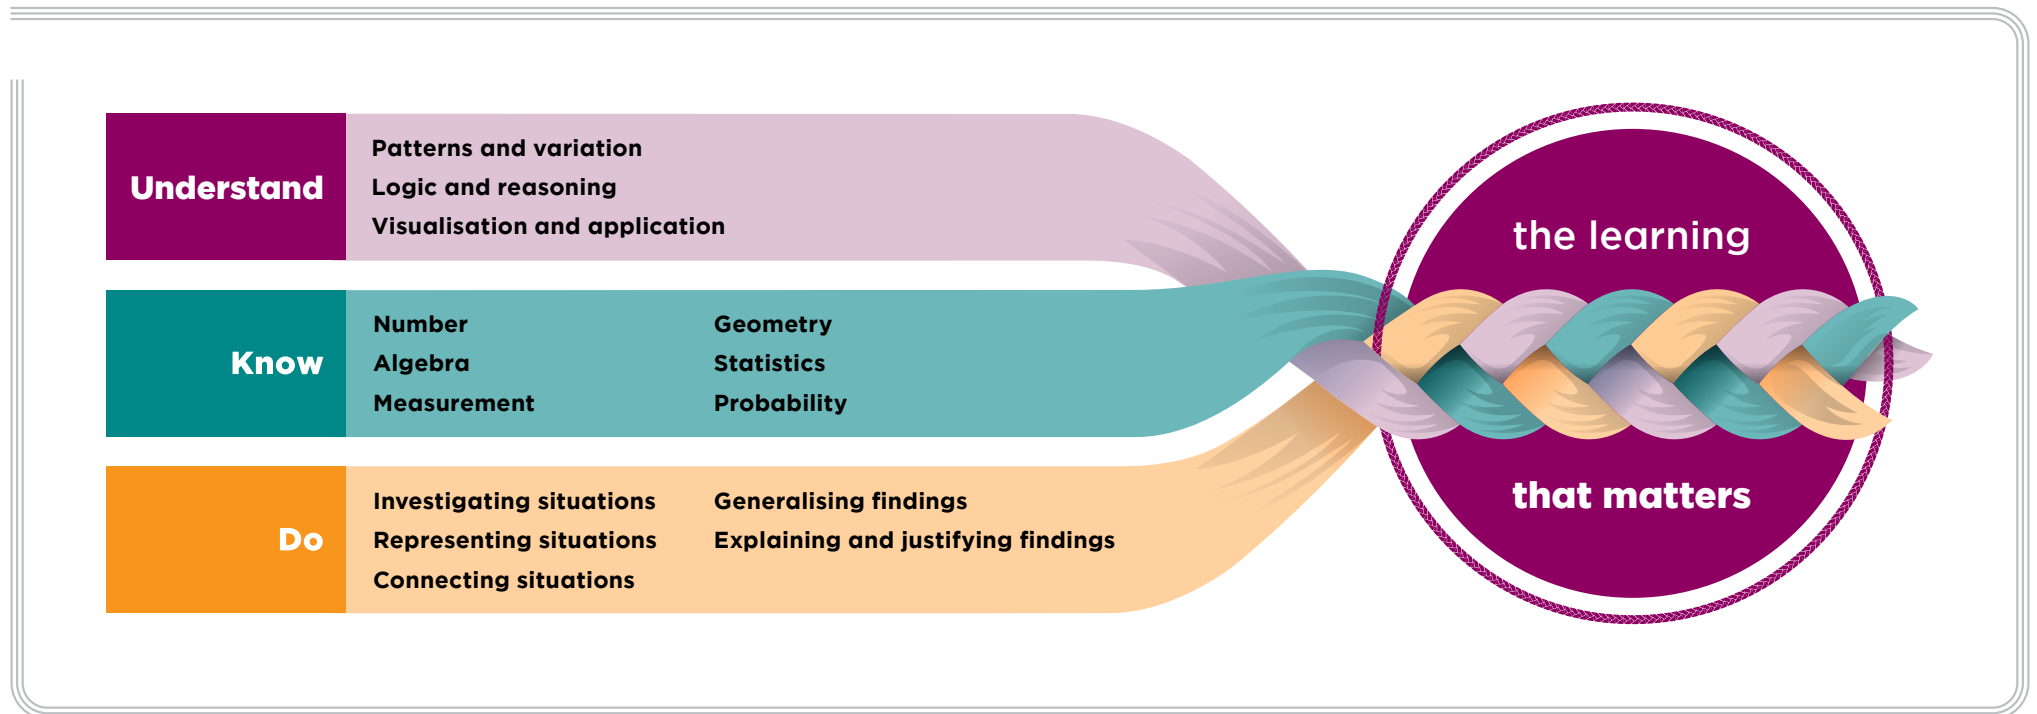 Understand
Patterns and variation
Logic and reasoning
Visualisation and application
Know
Number
Algebra
Measurement
Geometry
Statistics
Probability
Do
Investigating situations
Representing situations
Connecting situations
Generalising findings
Explaining and justifying findings
the learning
that matters